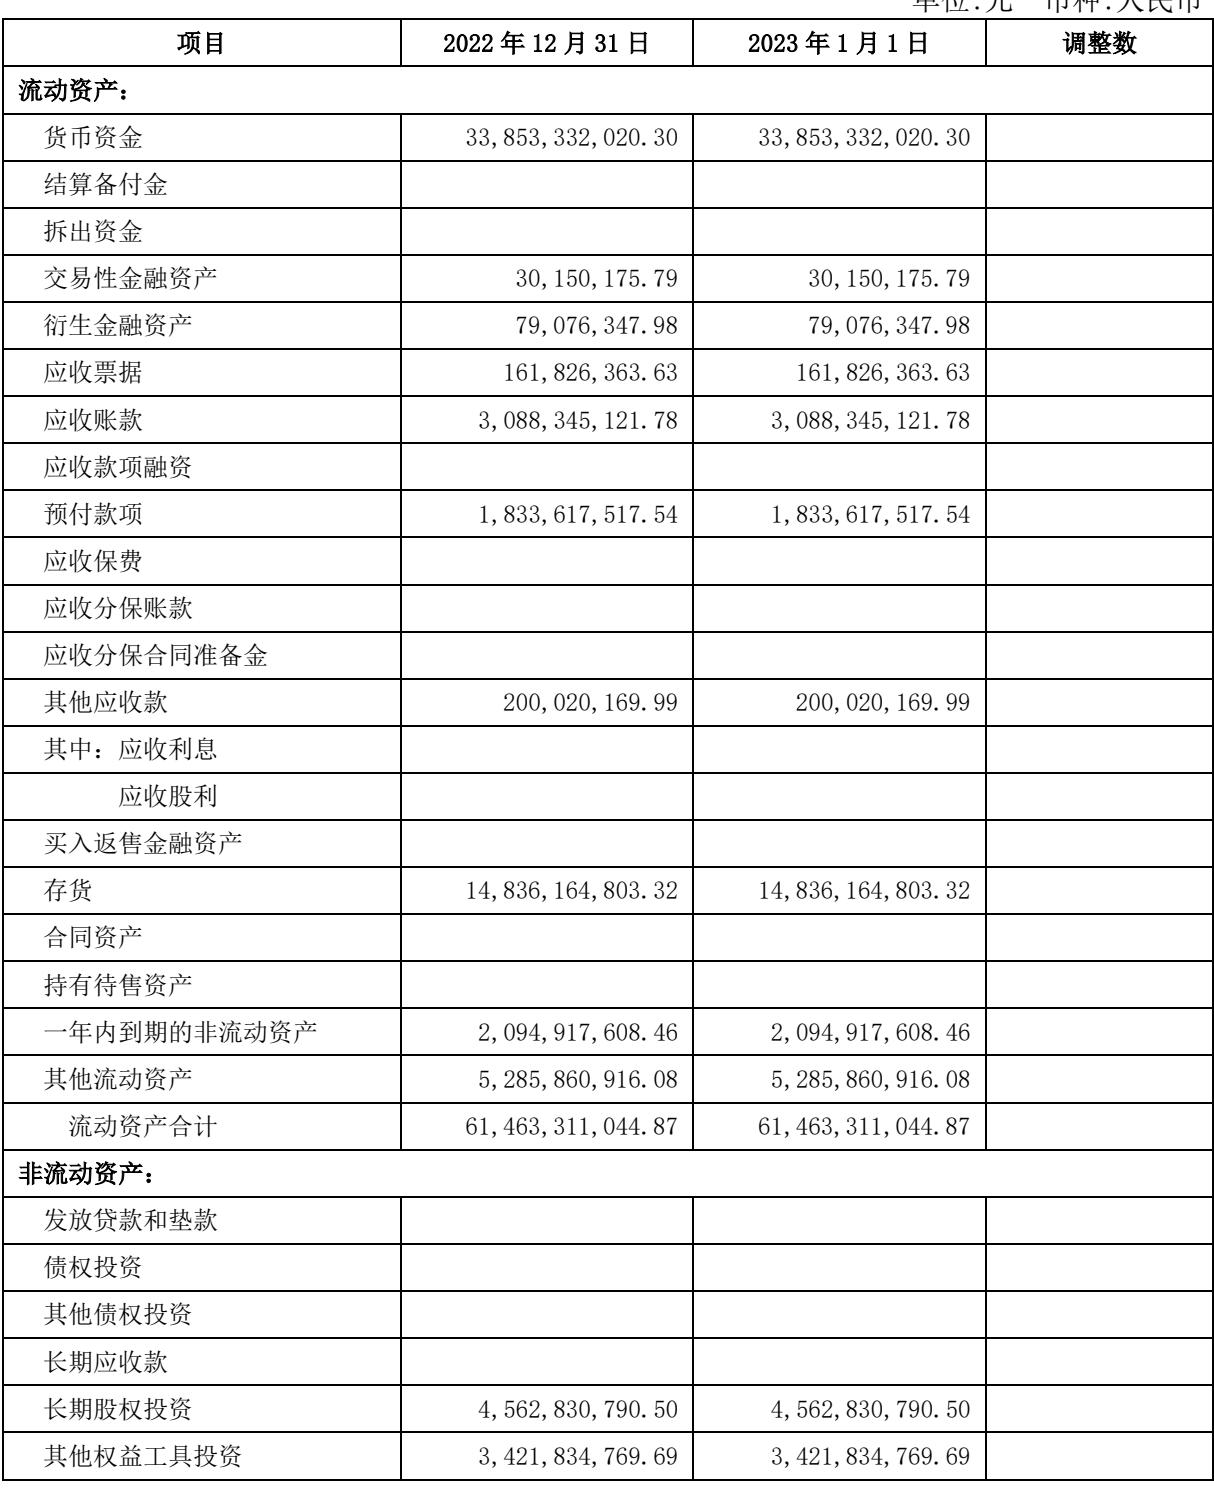 单位:元 币种:人民币
项目 2022 年 12 月 31 日 2023 年 1 月 1 日 调整数
流动资产：
货币资金 33,853,332,020.30 33,853,332,020.30
结算备付金
拆出资金
交易性金融资产 30,150,175.79 30,150,175.79
衍生金融资产 79,076,347.98 79,076,347.98
应收票据 161,826,363.63 161,826,363.63
应收账款 3,088,345,121.78 3,088,345,121.78
应收款项融资
预付款项 1,833,617,517.54 1,833,617,517.54
应收保费
应收分保账款
应收分保合同准备金
其他应收款 200,020,169.99 200,020,169.99
其中：应收利息
应收股利
买入返售金融资产
存货 14,836,164,803.32 14,836,164,803.32
合同资产
持有待售资产
一年内到期的非流动资产 2,094,917,608.46 2,094,917,608.46
其他流动资产 5,285,860,916.08 5,285,860,916.08
流动资产合计 61,463,311,044.87 61,463,311,044.87
非流动资产：
发放贷款和垫款
债权投资
其他债权投资
长期应收款
长期股权投资 4,562,830,790.50 4,562,830,790.50
其他权益工具投资 3,421,834,769.69 3,421,834,769.69